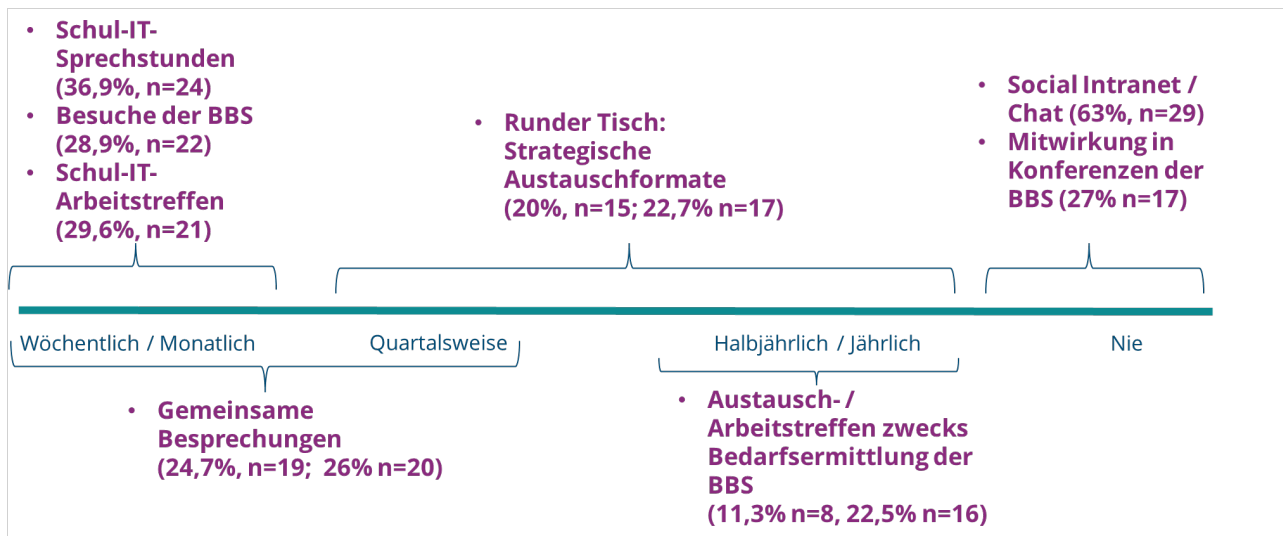 • Schul-IT-
Sprechstunden
(36,9%, n=24)
• Besuche der BBS
(28,9%, n=22)
• Schul-IT-
Arbeitstreffen
(29,6%, n=21)
• Runder Tisch:
Strategische
Austauschformate
(20%, n=15; 22,7% n=17)
• Social Intranet /
Chat (63%, n=29)
• Mitwirkung in
Konferenzen der
BBS (27% n=17)
Wöchentlich / Monatlich
Quartalsweise
Halbjährlich / Jährlich
Nie
• Gemeinsame
Besprechungen
(24,7%, n=19; 26% n=20)
• Austausch- /
Arbeitstreffen zwecks
Bedarfsermittlung der
BBS
(11,3% n=8, 22,5% n=16)